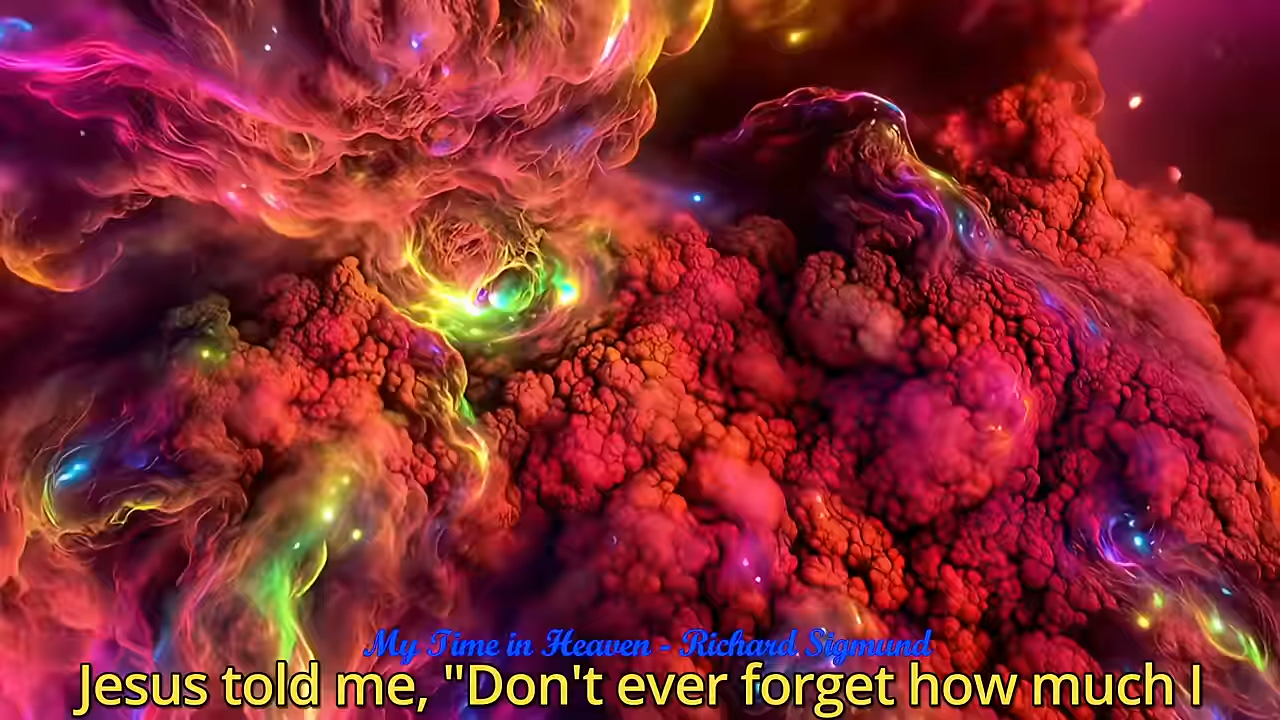 My Time in Heaven - Richard Sigmund
Jesus told me, "Don't ever forget how much I